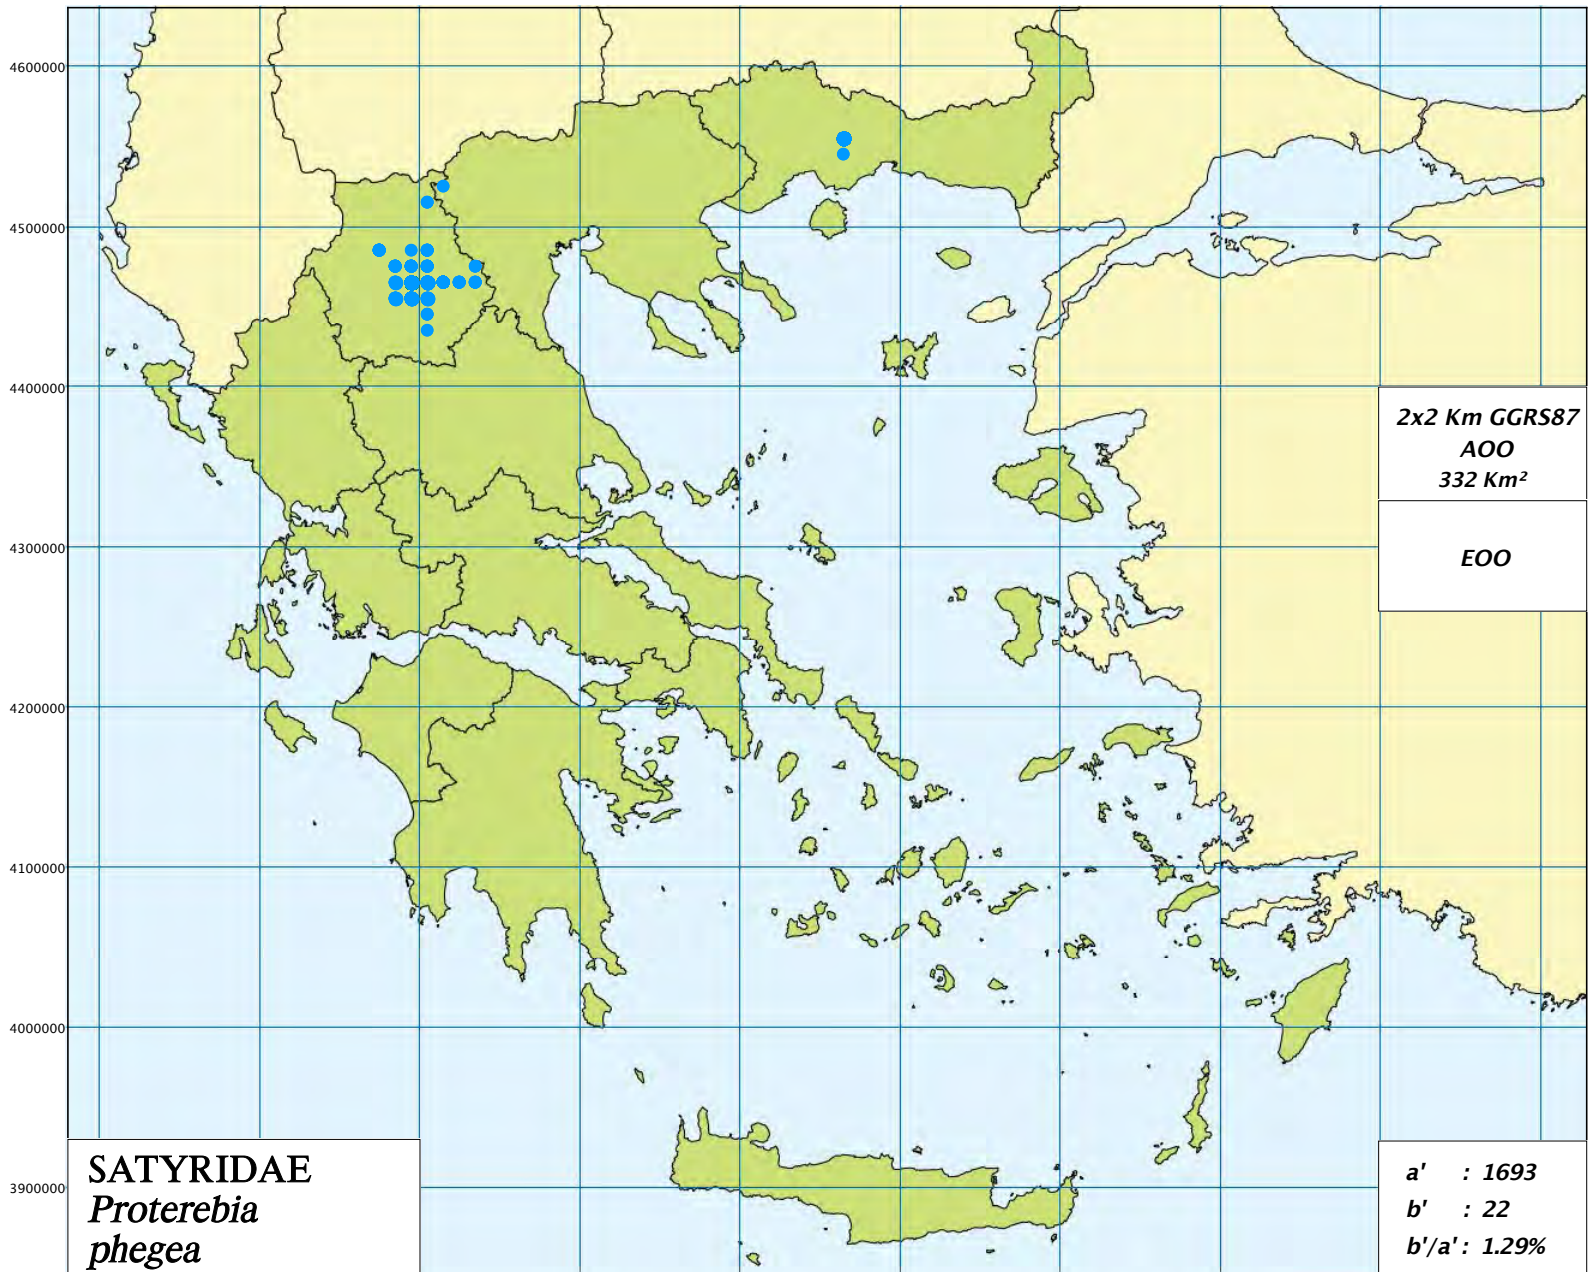 4600000
4500000
4400000
4300000
4200000
4100000
4000000
3900000
2x2 Km GGRS87
AOO
332 Km²
EOO
SATYRIDAE
Proterebia
phegea
a' : 1693
b' : 22
b'/a' : 1.29%